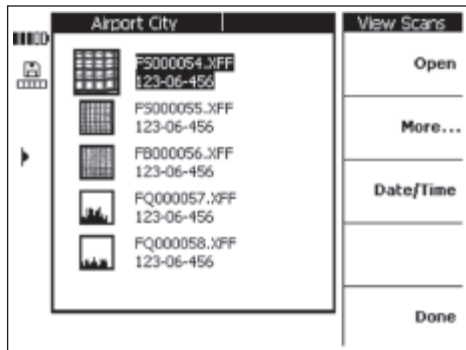 Airport City
View Scans
FS000054.XFF
123-06-456
FS000055.XFF
123-06-456
FB000056.XFF
123-06-456
FQ000057.XFF
123-06-456
FQ000058.XFF
123-06-456
Open
More...
Date/Time
Done